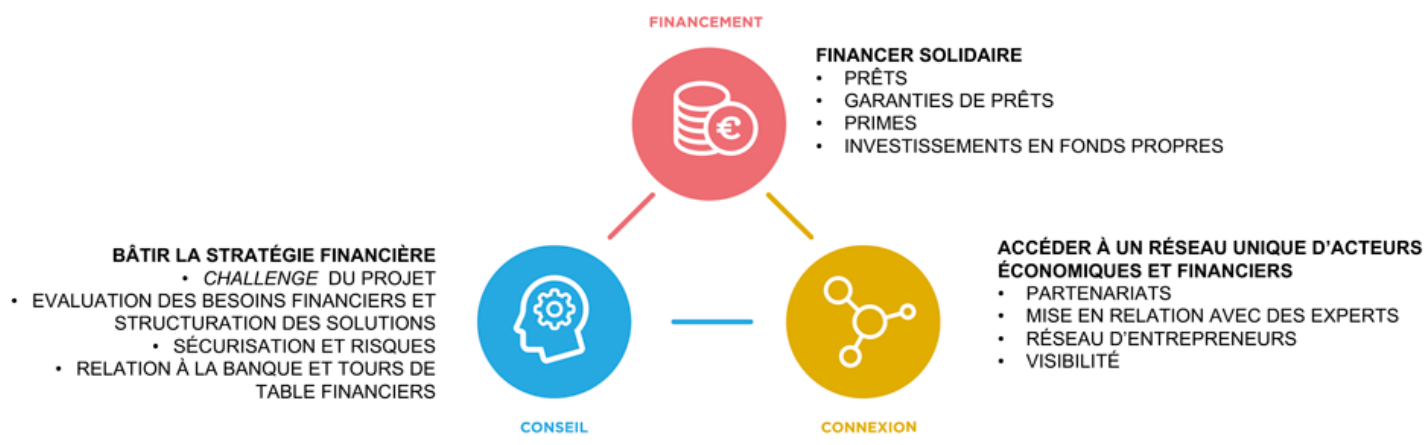 FINANCEMENT
FINANCER SOLIDAIRE
• PRÊTS
• GARANTIES DE PRÊTS
• PRIMES
• INVESTISSEMENTS EN FONDS PROPRES
BÂTIR LA STRATÉGIE FINANCIÈRE
• CHALLENGE DU PROJET
• EVALUATION DES BESOINS FINANCIERS ET
STRUCTURATION DES SOLUTIONS
• SÉCURISATION ET RISQUES
• RELATION À LA BANQUE ET TOURS DE
TABLE FINANCIERS
CONSEIL
ACCÉDER À UN RÉSEAU UNIQUE D’ACTEURS
ÉCONOMIQUES ET FINANCIERS
• PARTENARIATS
• MISE EN RELATION AVEC DES EXPERTS
• RÉSEAU D’ENTREPRENEURS
• VISIBILITÉ
CONNEXION